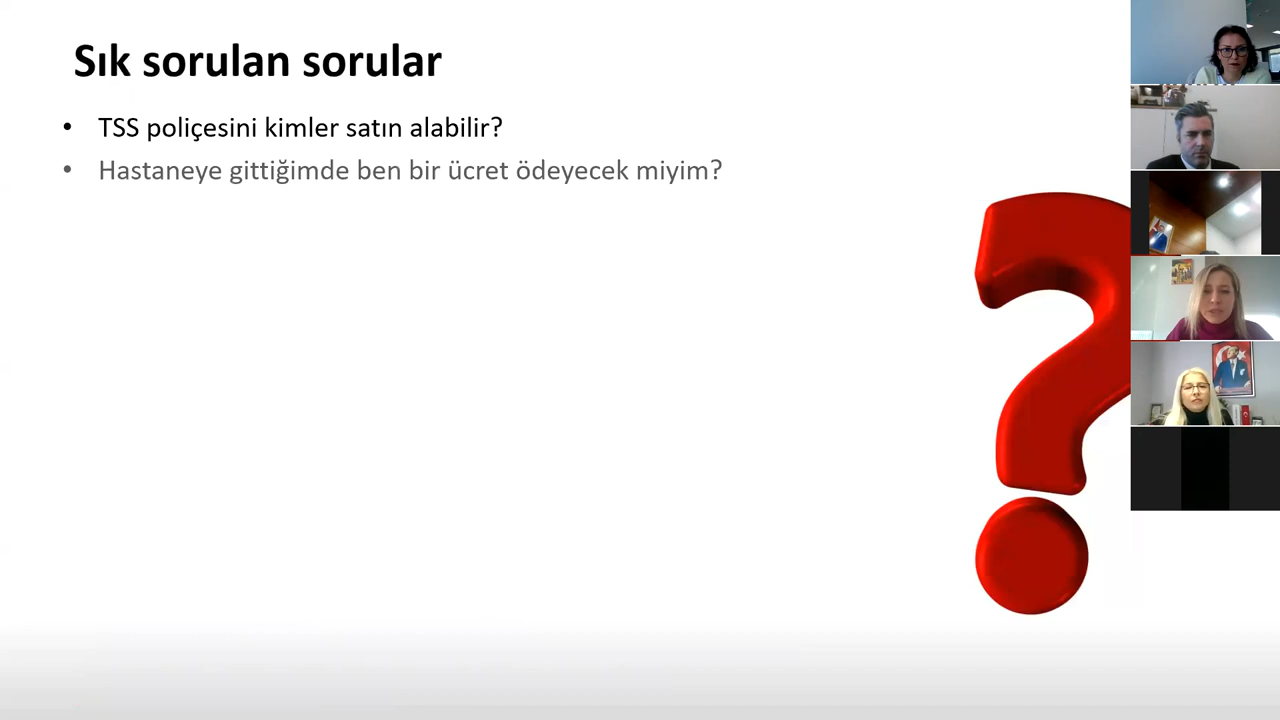 Sık sorulan sorular
• TSS poliçesini kimler satın alabilir?
• Hastaneye gittiğimde ben bir ücret ödeyecek miyim?